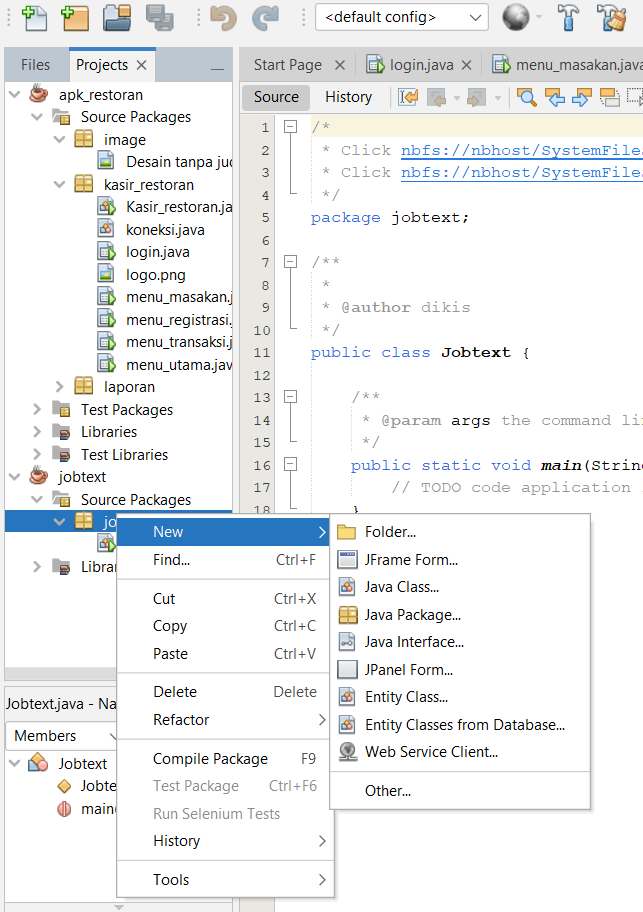 <default config>
Files
Projects
Start Page
login.java
menu_masakan.java
Source
History
apk_restoran
Source Packages
image
Desain tanpa jud
kasir_restoran
Kasir_restoran.ja
koneksi.java
login.java
logo.png
menu_masakan.j
menu_registrasi.
menu_transaksi.j
menu_utama.jav
laporan
Test Packages
Libraries
Test Libraries
jobtext
Source Packages
jo
Librar
1 /*
2 * Click nbfs://nbhost/SystemFile
3 * Click nbfs://nbhost/SystemFile
4 */
5 package jobtext;
6
7 /**
8 *
9 * @author dikis
10 */
11 public class Jobtext {
12
13 /**
14 * @param args the command li
15 */
16 public static void main(String
17 // TODO code application
18 }
New
Find... Ctrl+F
Cut Ctrl+X
Copy Ctrl+C
Paste Ctrl+V
Delete Delete
Refactor
Compile Package F9
Test Package Ctrl+F6
Run Selenium Tests
History
Tools
Folder...
JFrame Form...
Java Class...
Java Package...
Java Interface...
JPanel Form...
Entity Class...
Entity Classes from Database...
Web Service Client...
Other...
Jobtext.java - Na
Members
Jobtext
Jobte
main(